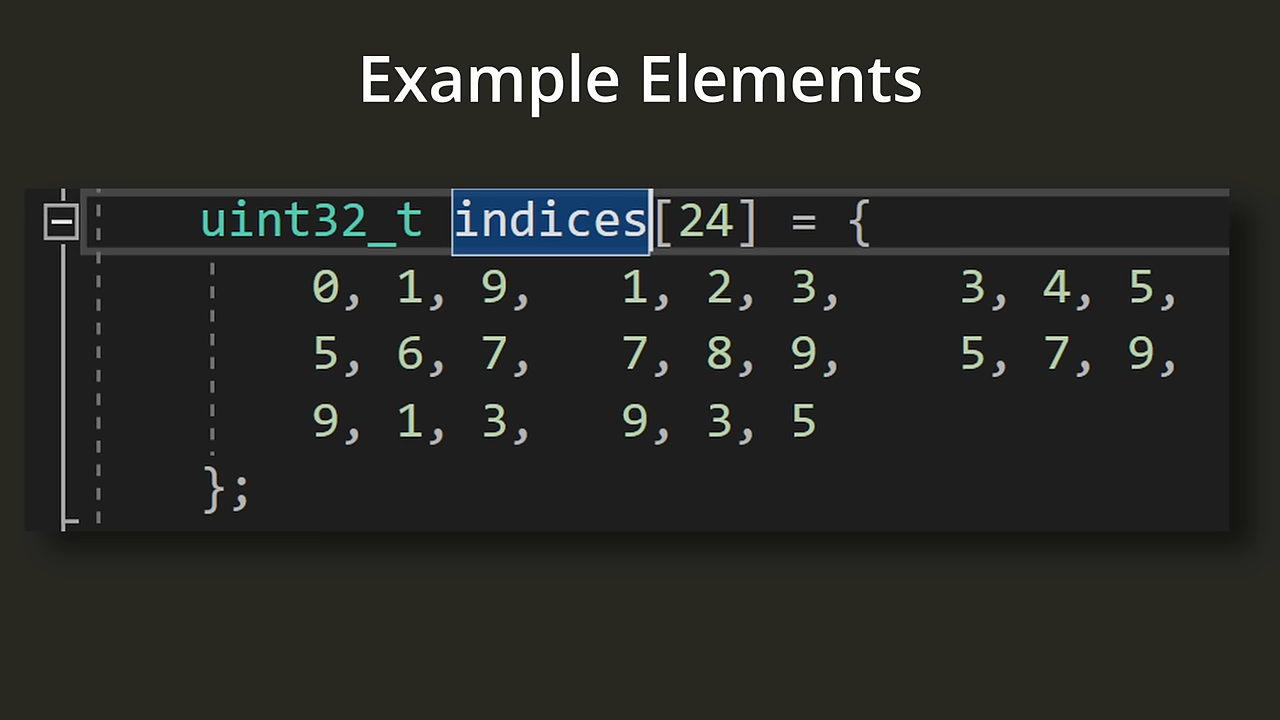 Example Elements
uint32_t indices[24] = {
0, 1, 9, 1, 2, 3, 3, 4, 5,
5, 6, 7, 7, 8, 9, 5, 7, 9,
9, 1, 3, 9, 3, 5
};